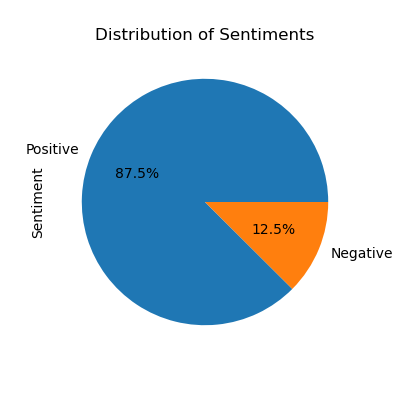 Distribution of Sentiments
Positive
87.5%
Sentiment
12.5%
Negative